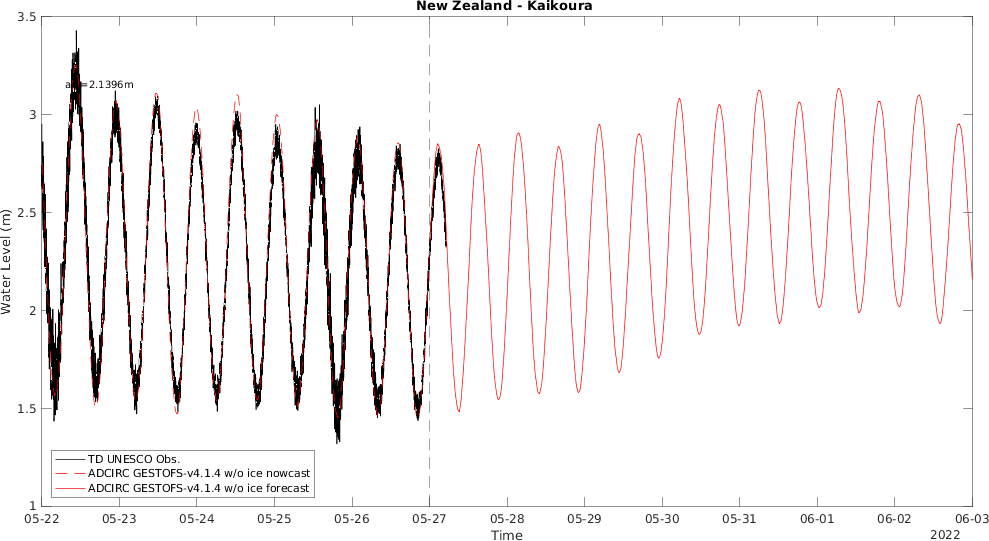 New Zealand - Kaikoura
3.5
3
2.5
2
1.5
1
Water Level (m)
=2.1396m
TD UNESCO Obs.
ADCIRC GESTOFS-v4.1.4 w/o ice nowcast
ADCIRC GESTOFS-v4.1.4 w/o ice forecast
05-22 05-23 05-24 05-25 05-26 05-27 05-28 05-29 05-30 05-31 06-01 06-02 06-03
Time
2022